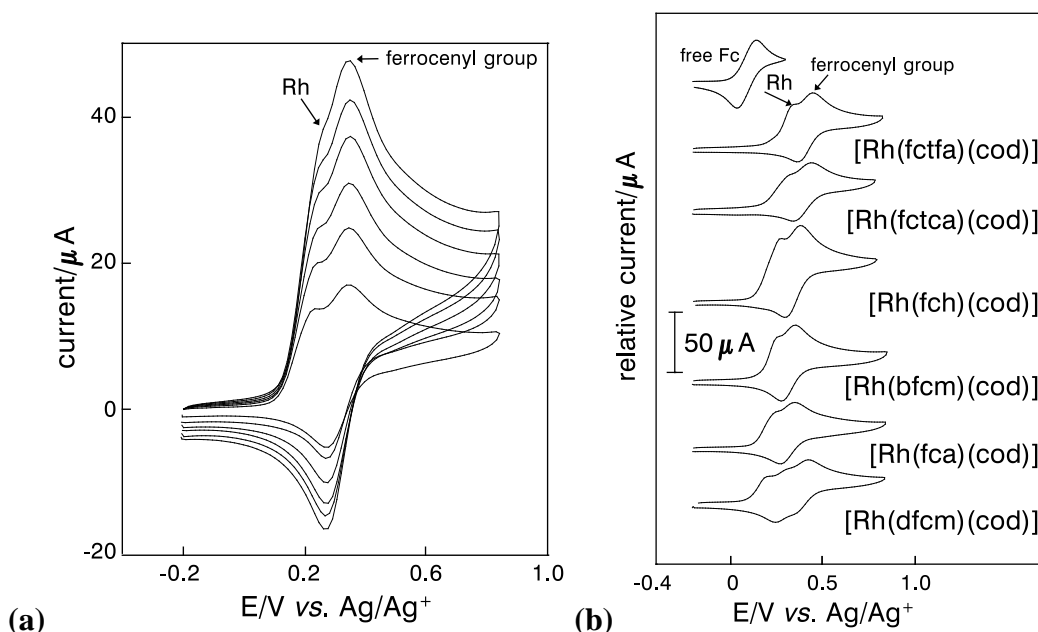 ferrocenyl group
Rh
40
20
0
-20
current/μA
-0.2
0.2
0.6
1.0
E/V vs. Ag/Ag⁺
(a)
free Fc
ferrocenyl group
Rh
[Rh(fctfa)(cod)]
[Rh(fctca)(cod)]
[Rh(fch)(cod)]
50 μA
[Rh(bfcm)(cod)]
[Rh(fca)(cod)]
[Rh(dfcm)(cod)]
relative current/μA
-0.4
0
0.5
1.0
E/V vs. Ag/Ag⁺
(b)